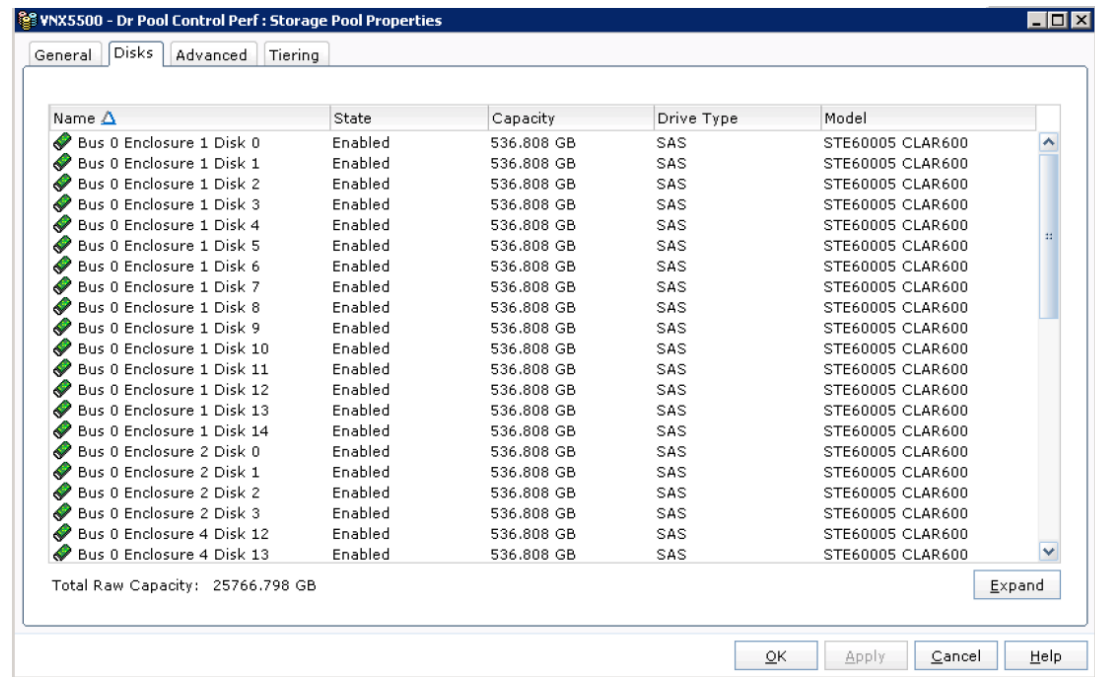 VNX5500 - Dr Pool Control Perf : Storage Pool Properties
General Disks Advanced Tiering
Name State Capacity Drive Type Model
Bus 0 Enclosure 1 Disk 0 Enabled 536.808 GB SAS STE60005 CLAR600
Bus 0 Enclosure 1 Disk 1 Enabled 536.808 GB SAS STE60005 CLAR600
Bus 0 Enclosure 1 Disk 2 Enabled 536.808 GB SAS STE60005 CLAR600
Bus 0 Enclosure 1 Disk 3 Enabled 536.808 GB SAS STE60005 CLAR600
Bus 0 Enclosure 1 Disk 4 Enabled 536.808 GB SAS STE60005 CLAR600
Bus 0 Enclosure 1 Disk 5 Enabled 536.808 GB SAS STE60005 CLAR600
Bus 0 Enclosure 1 Disk 6 Enabled 536.808 GB SAS STE60005 CLAR600
Bus 0 Enclosure 1 Disk 7 Enabled 536.808 GB SAS STE60005 CLAR600
Bus 0 Enclosure 1 Disk 8 Enabled 536.808 GB SAS STE60005 CLAR600
Bus 0 Enclosure 1 Disk 9 Enabled 536.808 GB SAS STE60005 CLAR600
Bus 0 Enclosure 1 Disk 10 Enabled 536.808 GB SAS STE60005 CLAR600
Bus 0 Enclosure 1 Disk 11 Enabled 536.808 GB SAS STE60005 CLAR600
Bus 0 Enclosure 1 Disk 12 Enabled 536.808 GB SAS STE60005 CLAR600
Bus 0 Enclosure 1 Disk 13 Enabled 536.808 GB SAS STE60005 CLAR600
Bus 0 Enclosure 1 Disk 14 Enabled 536.808 GB SAS STE60005 CLAR600
Bus 0 Enclosure 2 Disk 0 Enabled 536.808 GB SAS STE60005 CLAR600
Bus 0 Enclosure 2 Disk 1 Enabled 536.808 GB SAS STE60005 CLAR600
Bus 0 Enclosure 2 Disk 2 Enabled 536.808 GB SAS STE60005 CLAR600
Bus 0 Enclosure 2 Disk 3 Enabled 536.808 GB SAS STE60005 CLAR600
Bus 0 Enclosure 4 Disk 12 Enabled 536.808 GB SAS STE60005 CLAR600
Bus 0 Enclosure 4 Disk 13 Enabled 536.808 GB SAS STE60005 CLAR600
Total Raw Capacity: 25766.798 GB Expand
OK Apply Cancel Help